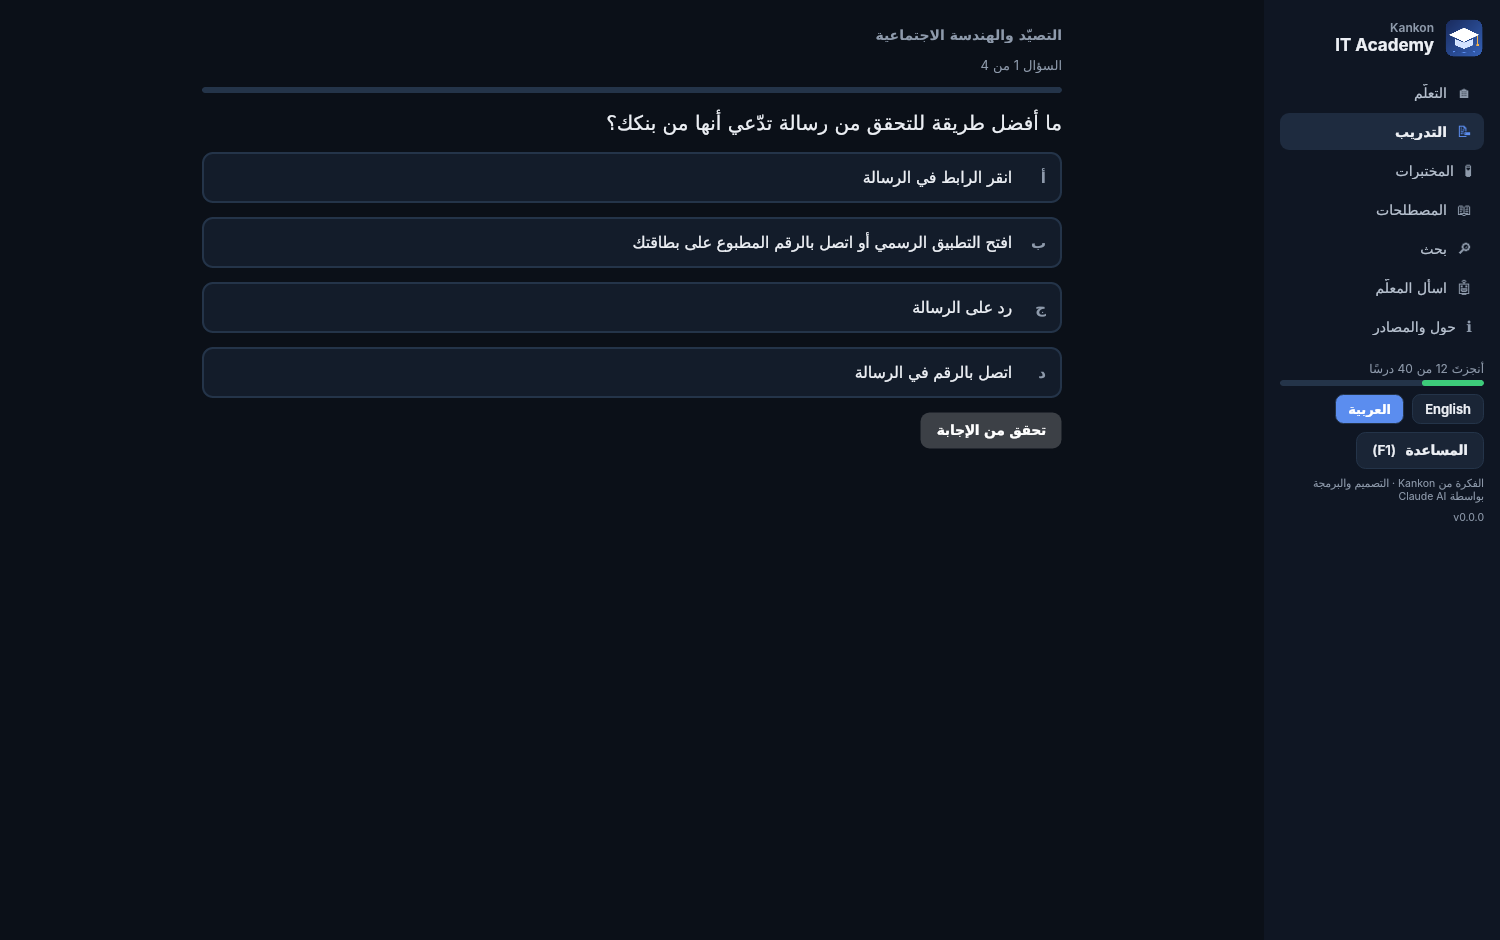 Kankon
IT Academy
التعلّم
التدريب
المختبرات
المصطلحات
بحث
اسأل المعلّم
حول والمصادر
أنجزتَ 12 من 40 درسًا
English
العربية
المساعدة (F1)
الفكرة من Kankon · التصميم والبرمجة
بواسطة Claude AI
v0.0.0
التصيّد والهندسة الاجتماعية
السؤال 1 من 4
ما أفضل طريقة للتحقق من رسالة تدّعي أنها من بنكك؟
أ انقر الرابط في الرسالة
ب افتح التطبيق الرسمي أو اتصل بالرقم المطبوع على بطاقتك
ج رد على الرسالة
د اتصل بالرقم في الرسالة
تحقق من الإجابة